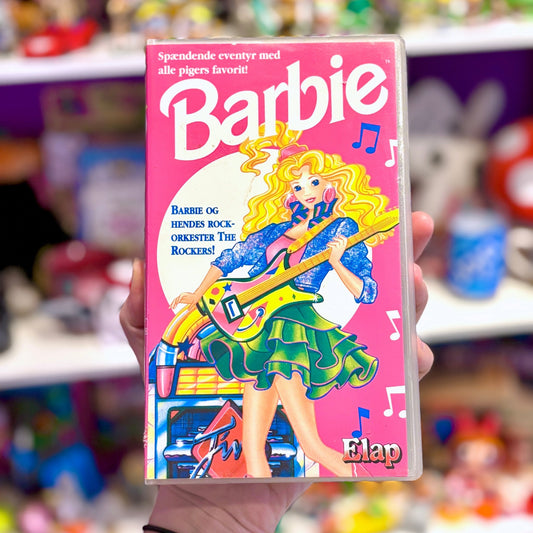 Spændende eventyr med
alle pigers favorit!
Barbie
BARBIE OG
HENDES ROCK-
ORKESTER THE
ROCKERS!
Elap